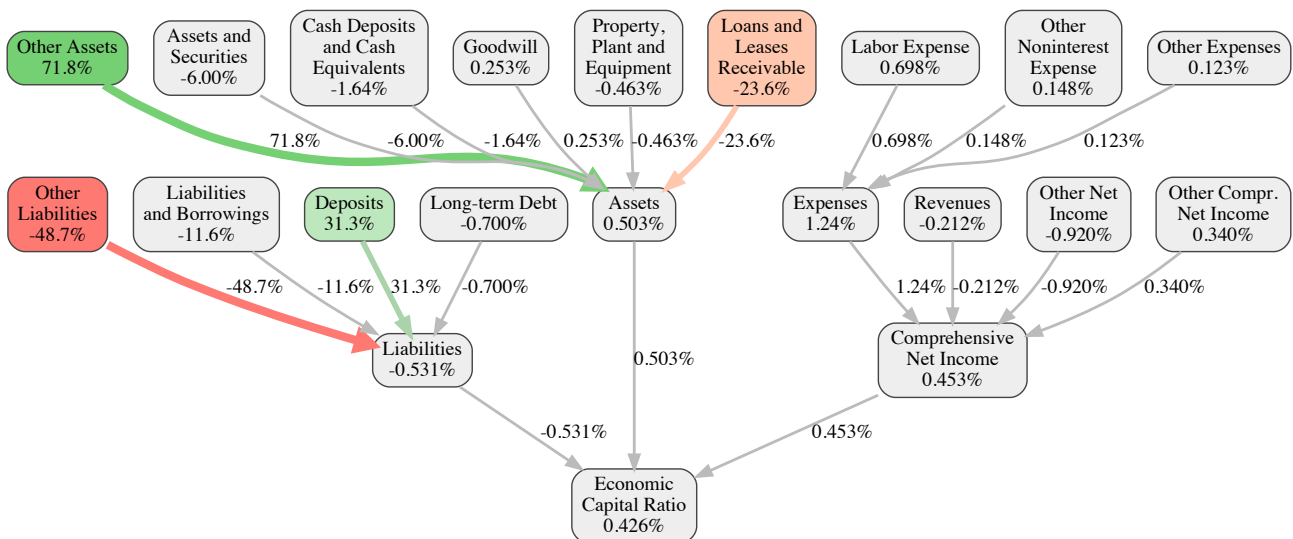 Other Assets
71.8%
Assets and
Securities
-6.00%
Cash Deposits
and Cash
Equivalents
-1.64%
Goodwill
0.253%
Property,
Plant and
Equipment
-0.463%
Loans and
Leases
Receivable
-23.6%
Labor Expense
0.698%
Other
Noninterest
Expense
0.148%
Other Expenses
0.123%
71.8%
-6.00%
-1.64%
0.253%
-0.463%
-23.6%
0.698%
0.148%
0.123%
Other
Liabilities
-48.7%
Liabilities
and Borrowings
-11.6%
Deposits
31.3%
Long-term Debt
-0.700%
Assets
0.503%
Expenses
1.24%
Revenues
-0.212%
Other Net
Income
-0.920%
Other Compr.
Net Income
0.340%
-48.7%
-11.6%
31.3%
-0.700%
1.24%
-0.212%
-0.920%
0.340%
Liabilities
-0.531%
0.503%
Comprehensive
Net Income
0.453%
-0.531%
0.453%
Economic
Capital Ratio
0.426%